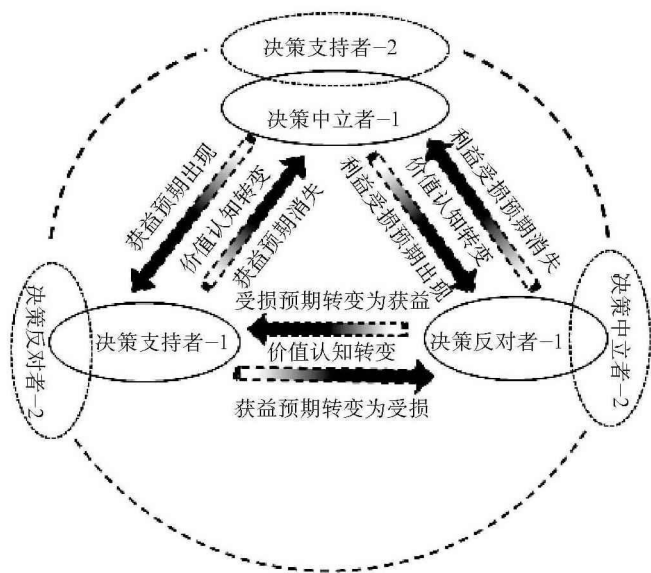 决策支持者-2
决策中立者-1
获益预期出现
价值认知转变
获益预期消失
利益受损预期出现
价值认知转变
利益受损预期消失
决策反对者-2
决策支持者-1
受损预期转变为获益
价值认知转变
获益预期转变为受损
决策反对者-1
决策中立者-2